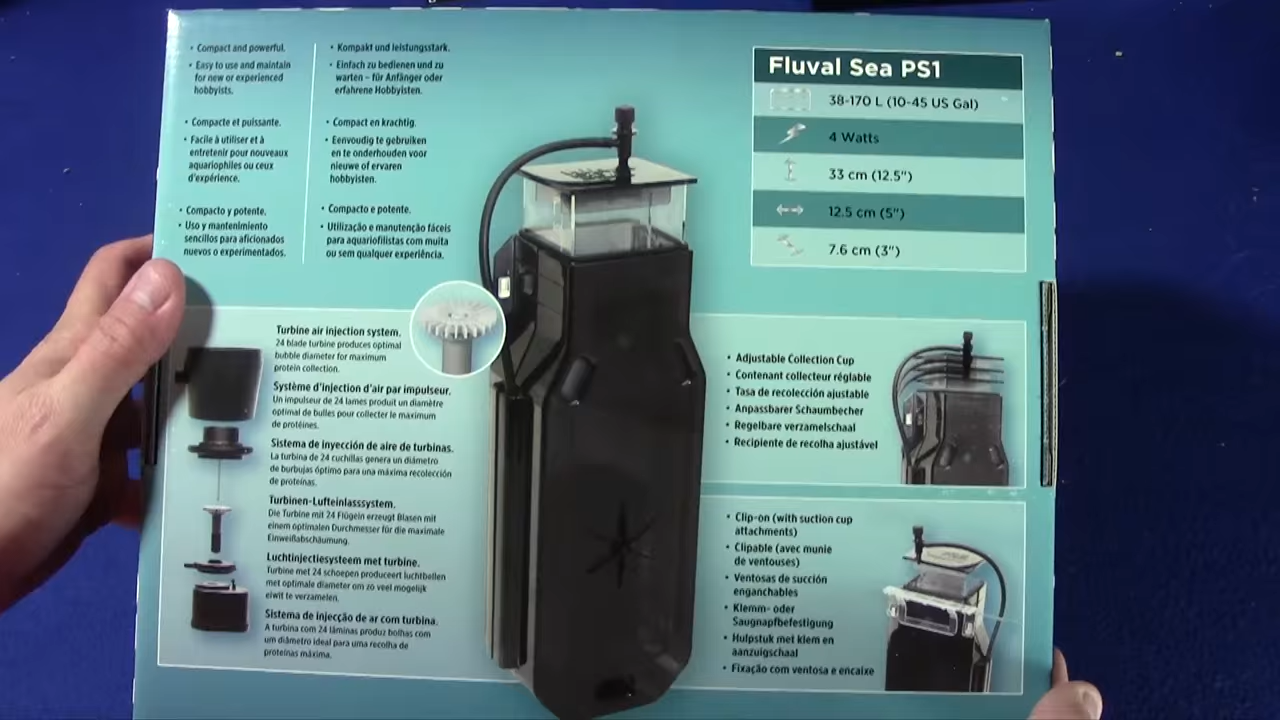 • Compact and powerful.
• Easy to use and maintain
for new or experienced
hobbyists.
• Compacte et puissante.
• Facile à utiliser et à
entretenir pour nouveaux
aquariophiles ou ceux
d'expérience.
• Compacto y potente.
• Uso y mantenimiento
sencillos para aficionados
nuevos o experimentados.
• Kompakt und leistungsstark.
• Einfach zu bedienen und zu
warten – für Anfänger oder
erfahrene Hobbyisten.
• Compact en krachtig.
• Eenvoudig te gebruiken
en te onderhouden voor
nieuwe of ervaren
hobbyisten.
• Compacto e potente.
• Utilização e manutenção fáceis
para aquariofilistas com muita
ou sem qualquer experiência.
Fluval Sea PS1
38-170 L (10-45 US Gal)
4 Watts
33 cm (12.5")
12.5 cm (5")
7.6 cm (3")
Turbine air injection system.
24 blade turbine produces optimal
bubble diameter for maximum
protein collection.
Système d'injection d'air par impulseur.
Un impulseur de 24 lames produit un diamètre
optimal de bulles pour collecter le maximum
de protéines.
Sistema de inyección de aire de turbinas.
La turbina de 24 cuchillas genera un diámetro
de burbujas óptimo para una máxima recolección
de proteínas.
Turbinen-Lufteinlasssystem.
Die Turbine mit 24 Flügeln erzeugt Blasen mit
einem optimalen Durchmesser für die maximale
Eiweißabschäumung.
Luchtinjectiesysteem met turbine.
Turbine met 24 schoepen produceert luchtbellen
met optimale diameter om zo veel mogelijk
eiwit te verzamelen.
Sistema de injecção de ar com turbina.
A turbina com 24 lâminas produz bolhas com
um diâmetro ideal para uma recolha de
proteínas máxima.
• Adjustable Collection Cup
• Contenant collecteur réglable
• Tasa de recolección ajustable
• Anpassbarer Schaumbecher
• Regelbare verzamelschaal
• Recipiente de recolha ajustável
• Clip-on (with suction cup
attachments)
• Clipable (avec munie
de ventouses)
• Ventosas de succión
enganchables
• Klemm- oder
Saugnapfbefestigung
• Hulpstuk met klem en
aanzuigschaal
• Fixação com ventosa e encaixe